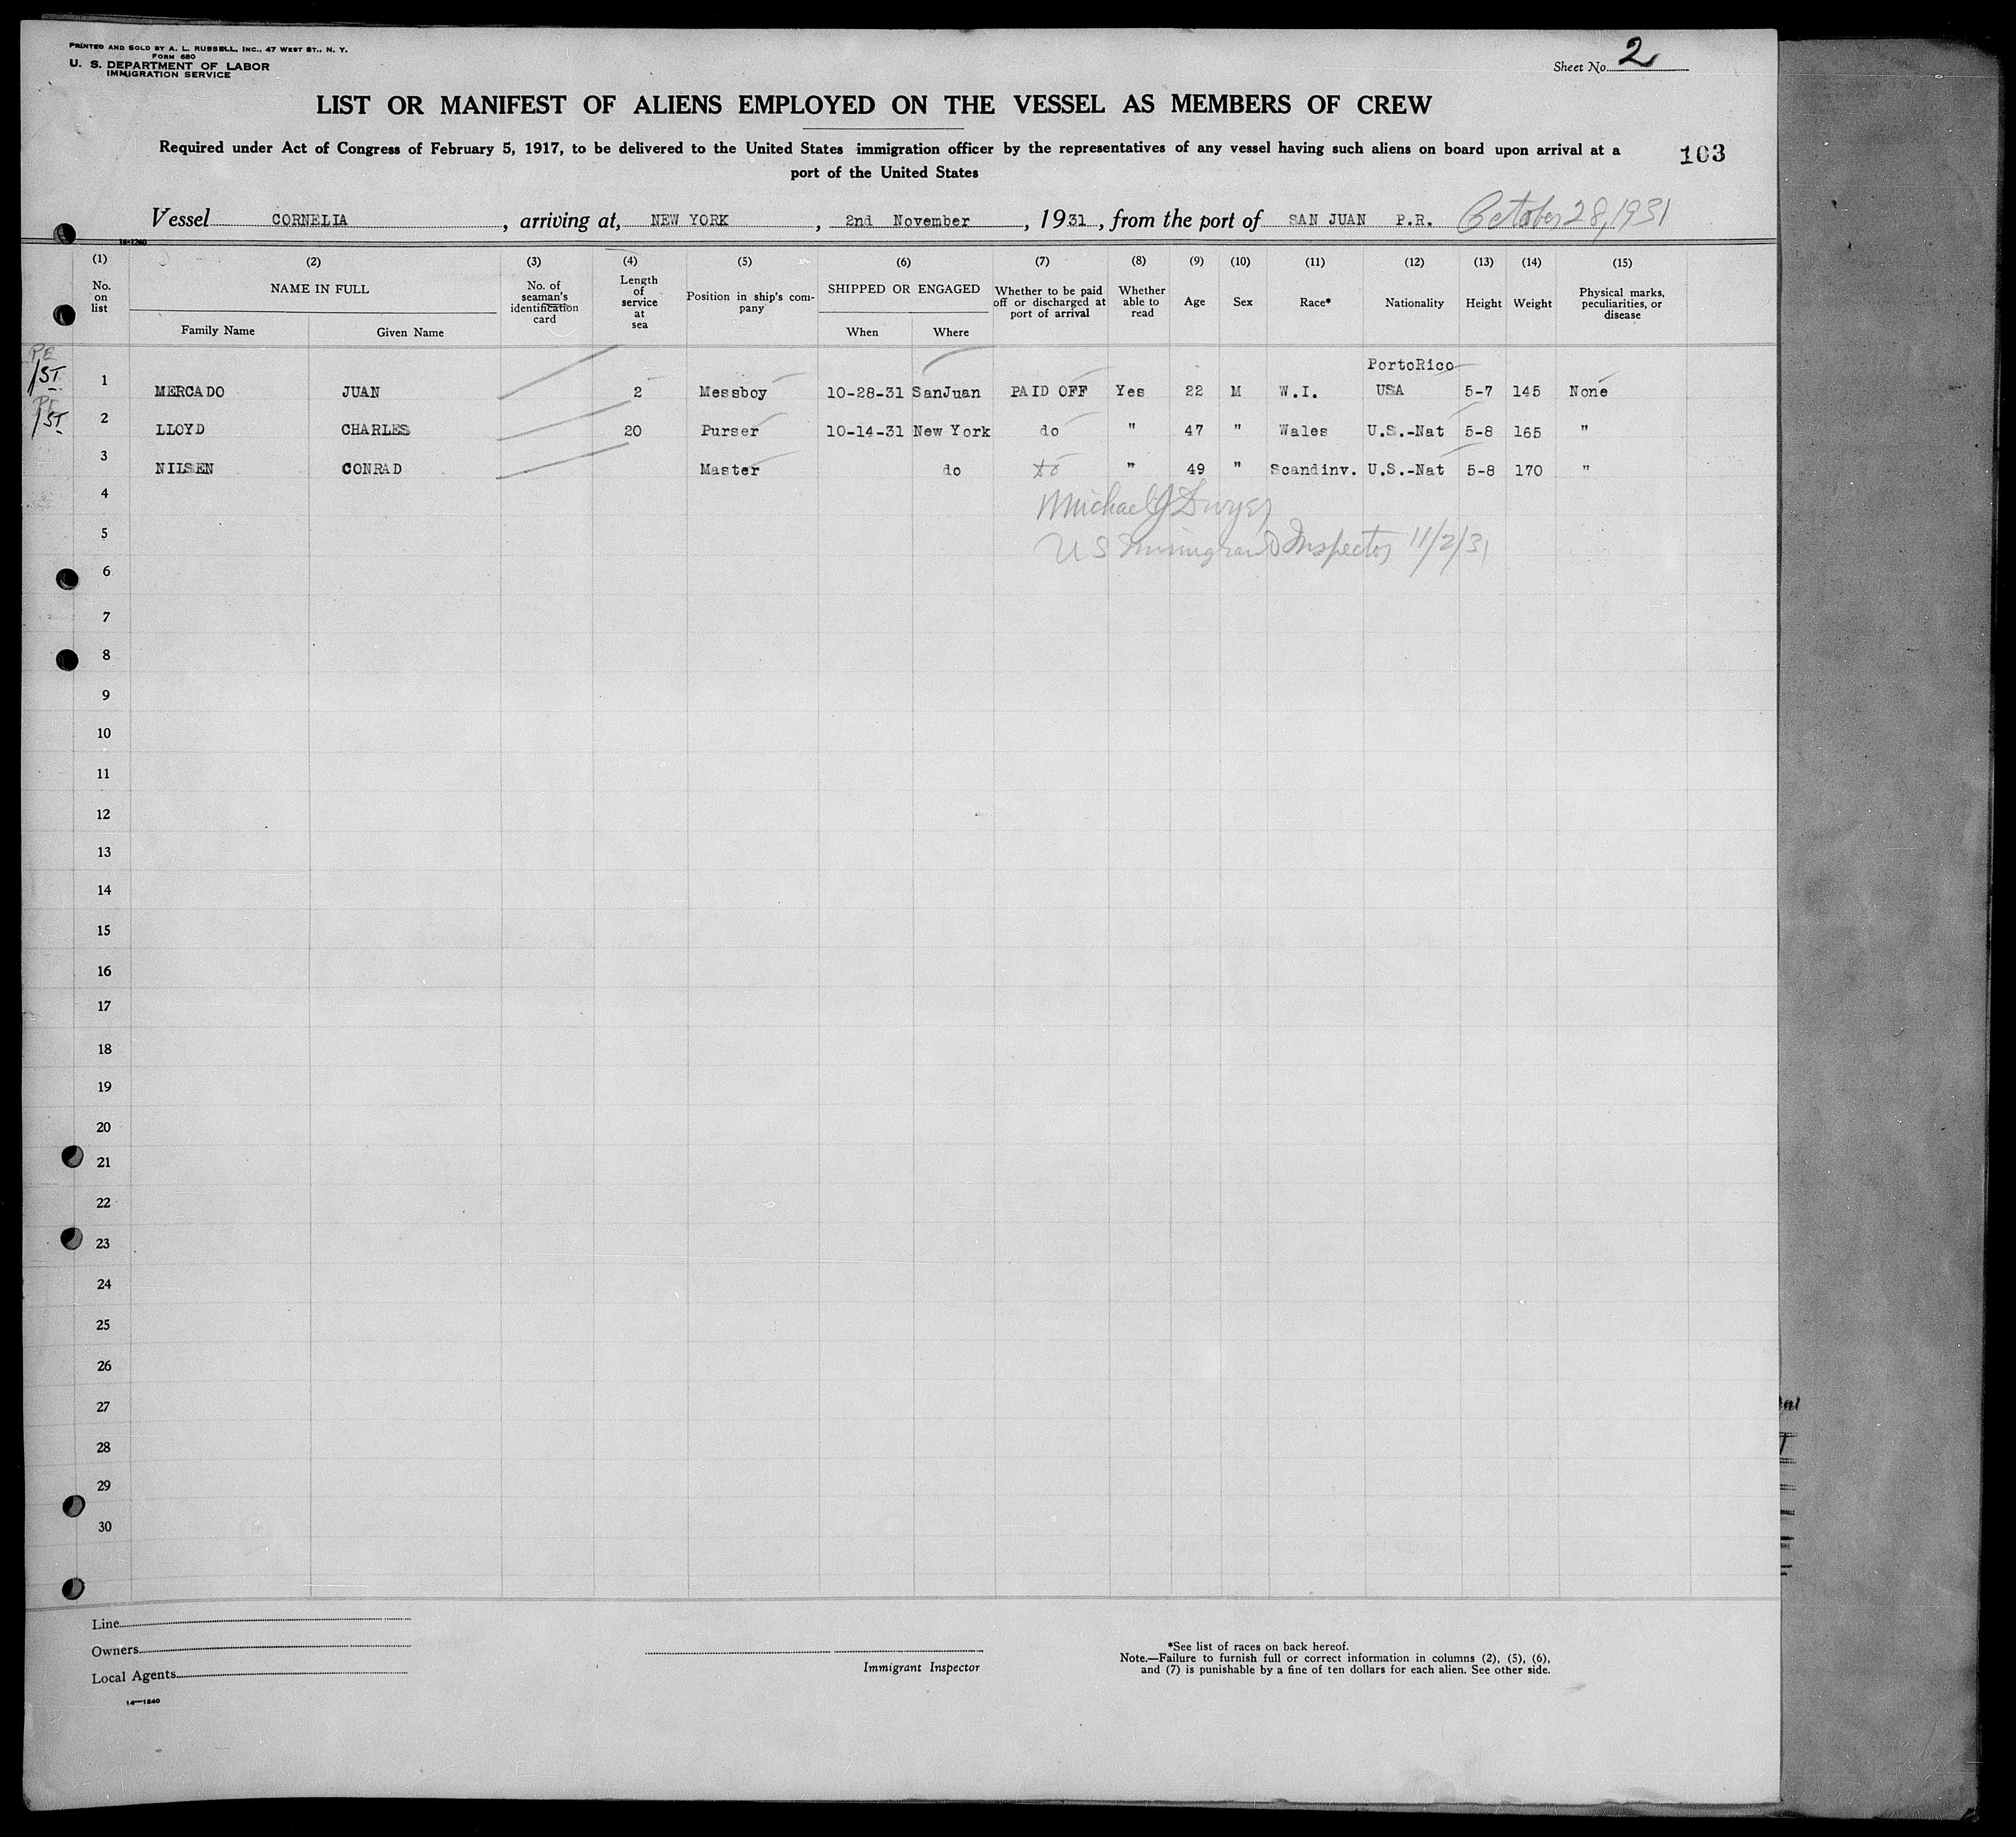 PRINTED AND SOLD BY A. L. RUSSELL, INC., 47 WEST ST., N. Y.
FORM 680
U. S. DEPARTMENT OF LABOR
IMMIGRATION SERVICE
Sheet No. 2
LIST OR MANIFEST OF ALIENS EMPLOYED ON THE VESSEL AS MEMBERS OF CREW
Required under Act of Congress of February 5, 1917, to be delivered to the United States immigration officer by the representatives of any vessel having such aliens on board upon arrival at a
port of the United States
103
Vessel CORNELIA, arriving at, NEW YORK, 2nd November, 1931, from the port of SAN JUAN P.R. October 28, 1931
14-1240
(1) (2) (3) (4) (5) (6) (7) (8) (9) (10) (11) (12) (13) (14) (15)
No. on list NAME IN FULL Family Name Given Name No. of seaman's identification card Length of service at sea Position in ship's company SHIPPED OR ENGAGED When Where Whether to be paid off or discharged at port of arrival Whether able to read Age Sex Race* Nationality Height Weight Physical marks, peculiarities, or disease
PE
1ST
PortoRico
1 MERCADO JUAN 2 Messboy 10-28-31 SanJuan PAID OFF Yes 22 M W.I. USA 5-7 145 None
PE
1ST
2 LLOYD CHARLES 20 Purser 10-14-31 New York do " 47 " Wales U.S.-Nat 5-8 165 "
3 NILSEN CONRAD Master do do " 49 " Scandinv. U.S.-Nat 5-8 170 "
4 Michael J Dwyer
5 US Immigrant Inspector 11/2/31
6
7
8
9
10
11
12
13
14
15
16
17
18
19
20
21
22
23
24
25
26
27
28
29
30
Line
Owners
Local Agents
14-1240
Immigrant Inspector
*See list of races on back hereof.
Note.—Failure to furnish full or correct information in columns (2), (5), (6),
and (7) is punishable by a fine of ten dollars for each alien. See other side.